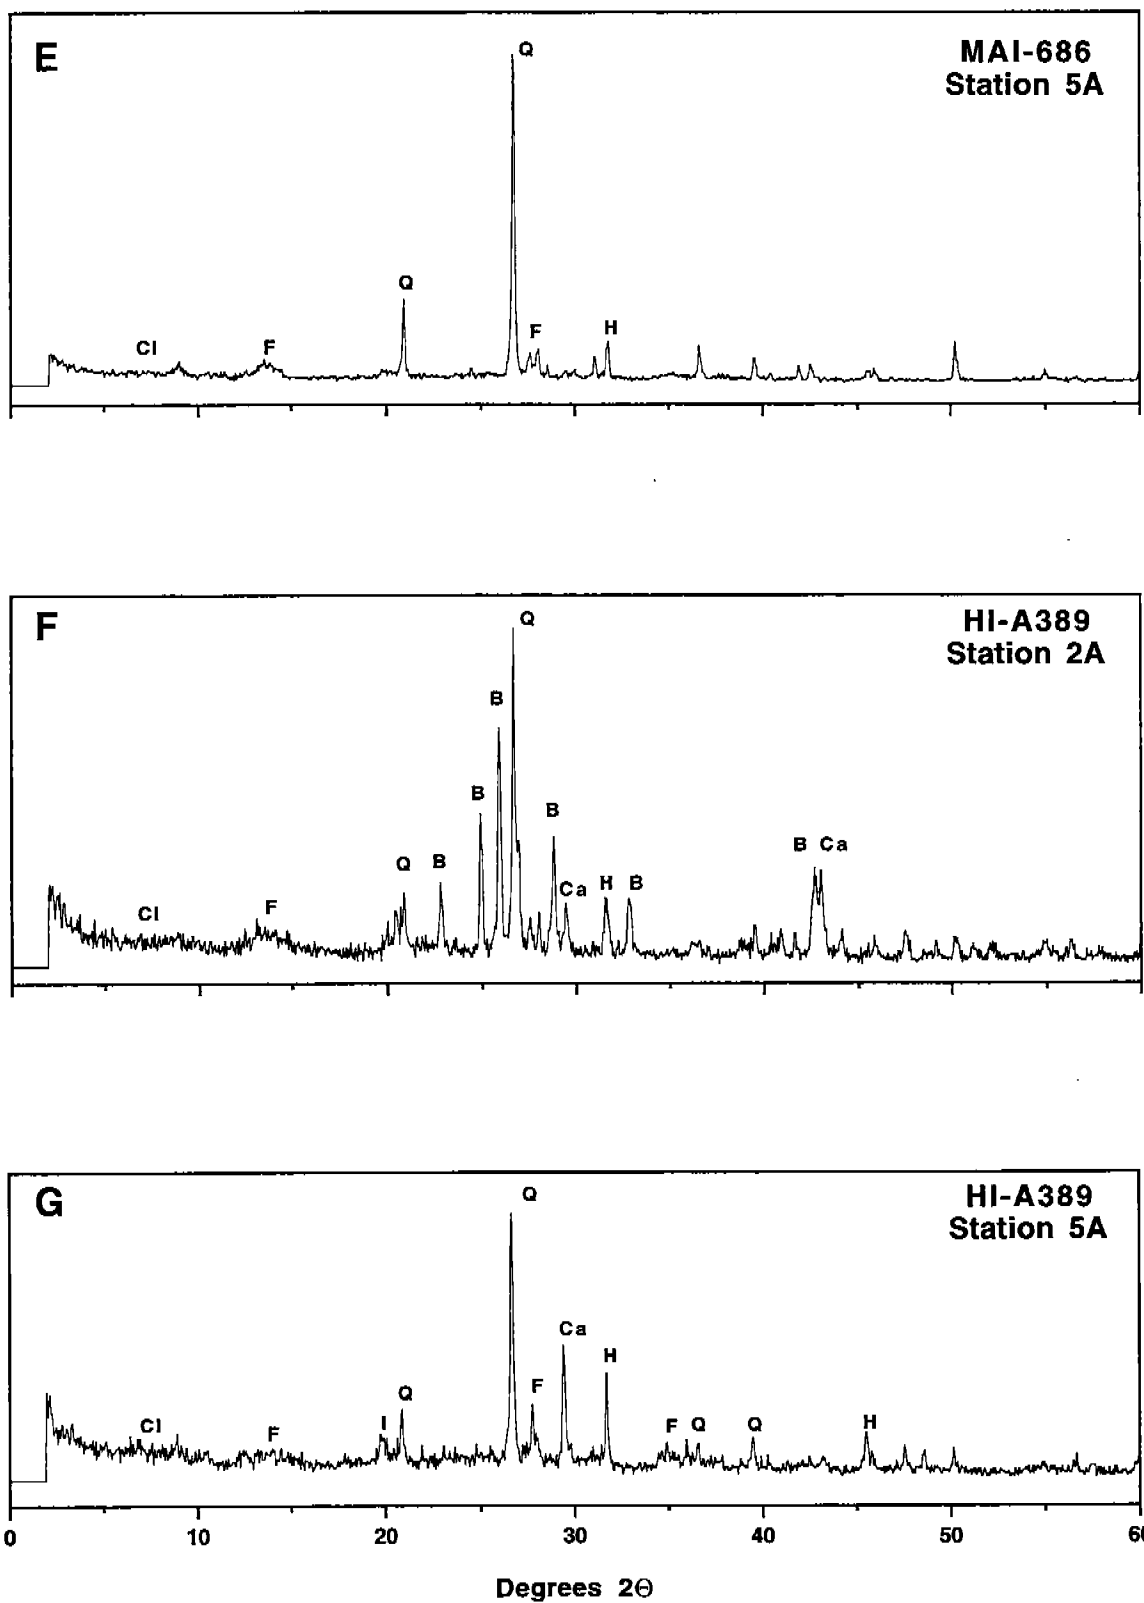 E
MAI-686
Station 5A
Q
Q
Cl
F
F
H
F
HI-A389
Station 2A
Q
B
B
B
Q
B
B Ca
Ca
H
B
Cl
F
G
HI-A389
Station 5A
Q
Ca
H
F
Q
I
Cl
F
F
Q
Q
H
0
10
20
30
40
50
60
Degrees 2Θ